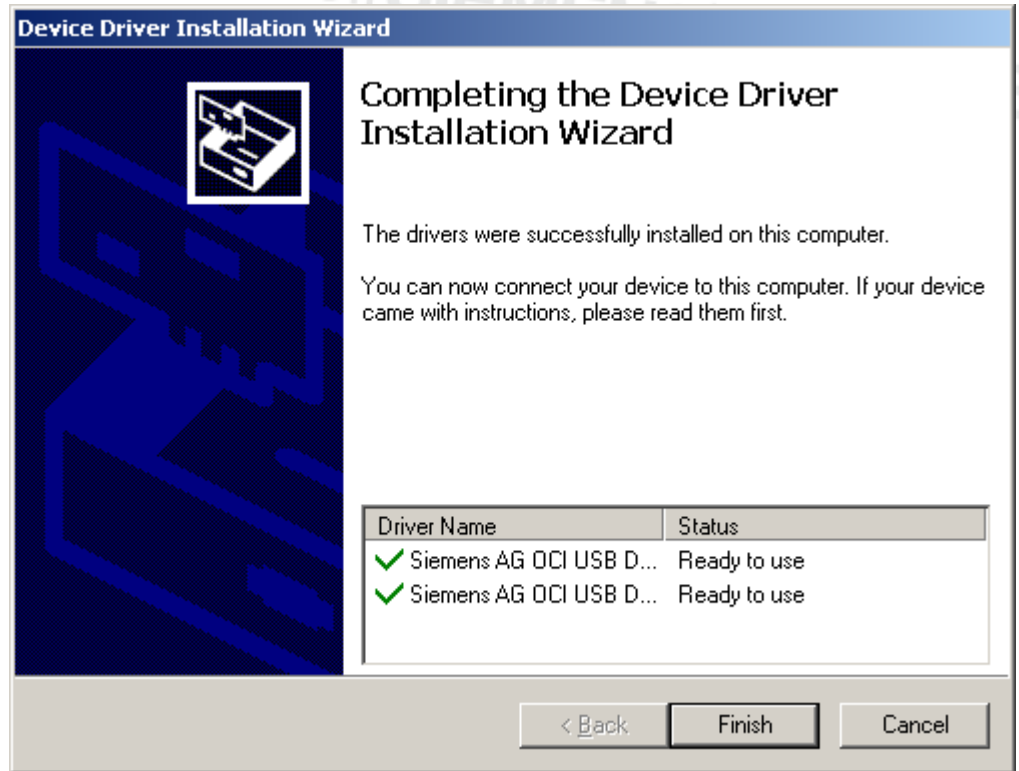 Device Driver Installation Wizard
Completing the Device Driver
Installation Wizard
The drivers were successfully installed on this computer.
You can now connect your device to this computer. If your device
came with instructions, please read them first.
Driver Name Status
Siemens AG OCI USB D... Ready to use
Siemens AG OCI USB D... Ready to use
< Back Finish Cancel